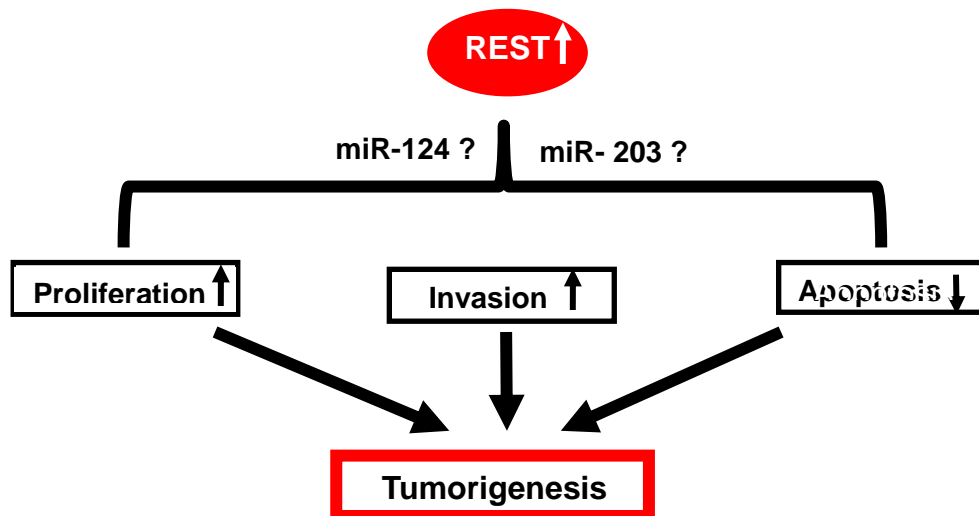 REST
miR-124 ? miR- 203 ?
Proliferation Invasion Apoptosis
Tumorigenesis